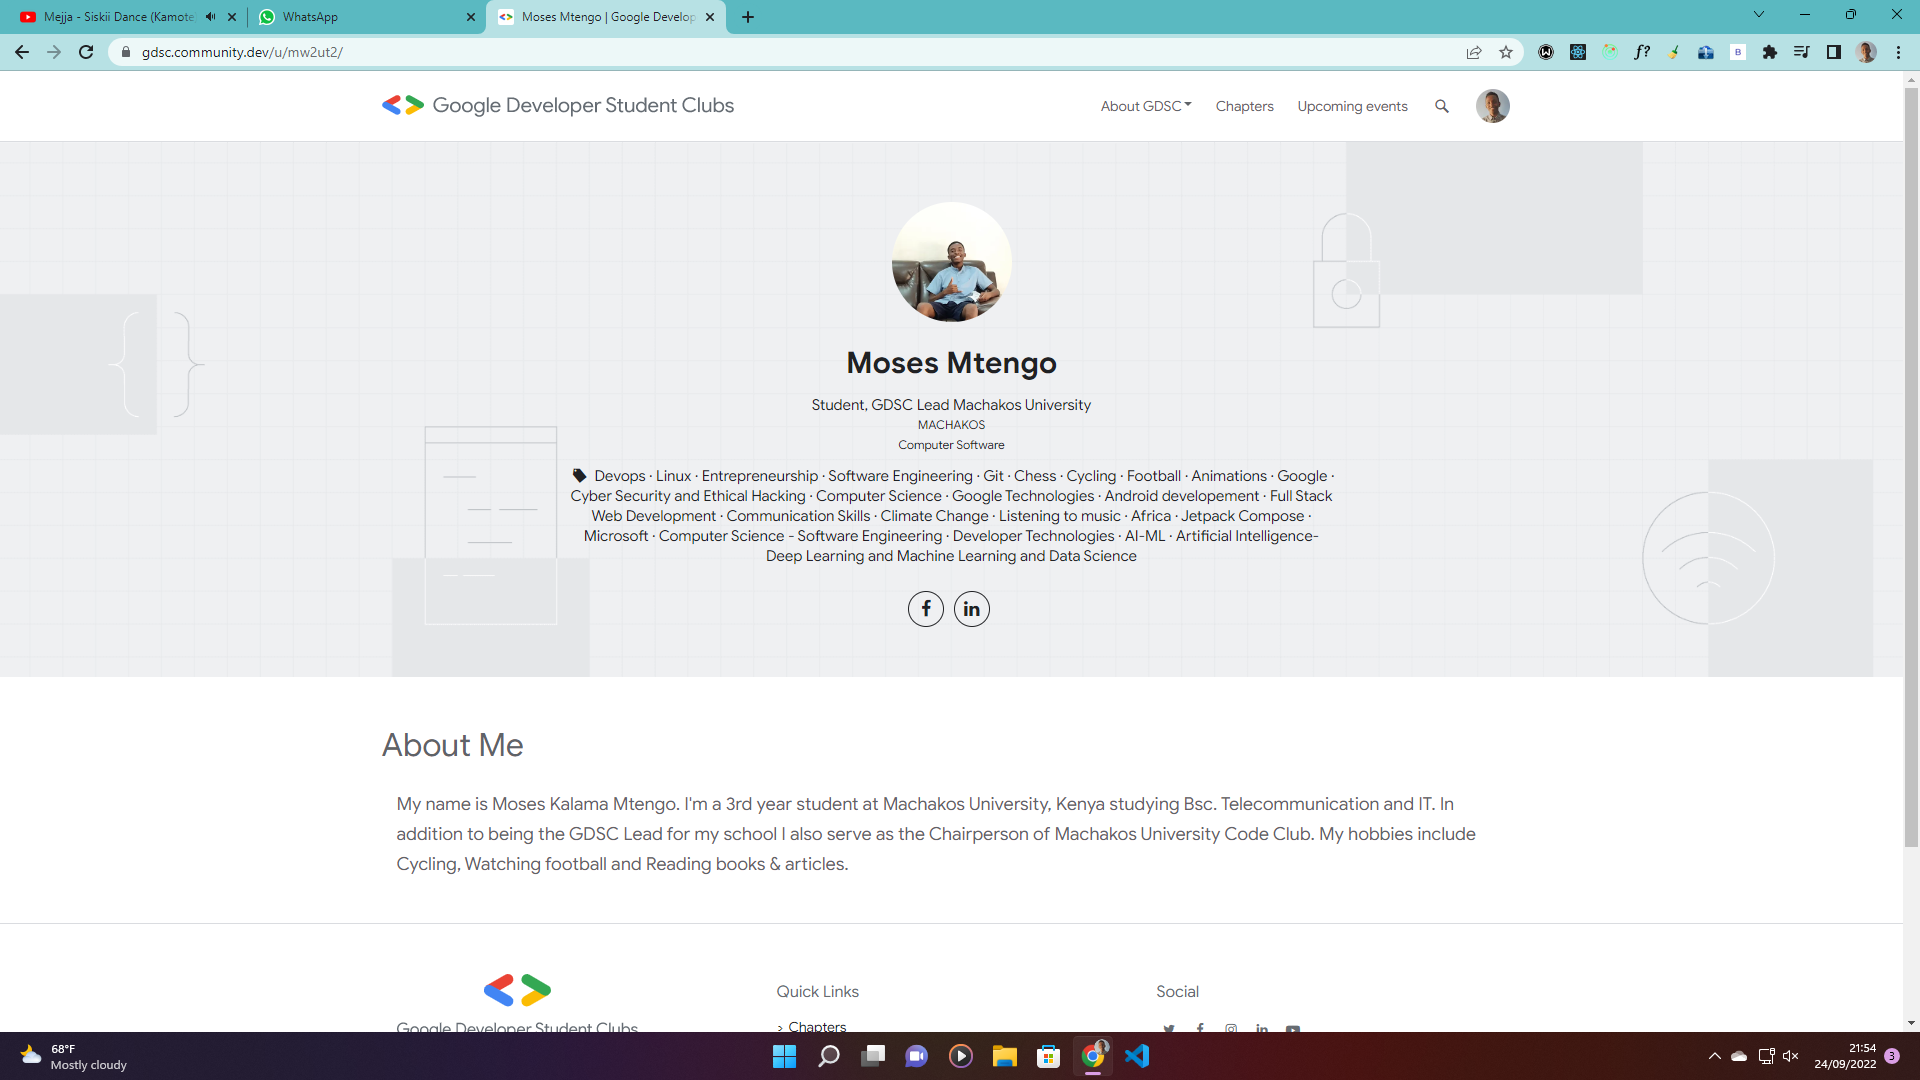 Mejja - Siskii Dance (Kamote
WhatsApp
Moses Mtengo | Google Develop
gdsc.community.dev/u/mw2ut2/
f?
B
Google Developer Student Clubs
About GDSC
Chapters
Upcoming events
Moses Mtengo
Student, GDSC Lead Machakos University
MACHAKOS
Computer Software
Devops · Linux · Entrepreneurship · Software Engineering · Git · Chess · Cycling · Football · Animations · Google ·
Cyber Security and Ethical Hacking · Computer Science · Google Technologies · Android developement · Full Stack
Web Development · Communication Skills · Climate Change · Listening to music · Africa · Jetpack Compose ·
Microsoft · Computer Science - Software Engineering · Developer Technologies · AI-ML · Artificial Intelligence-
Deep Learning and Machine Learning and Data Science
About Me
My name is Moses Kalama Mtengo. I'm a 3rd year student at Machakos University, Kenya studying Bsc. Telecommunication and IT. In
addition to being the GDSC Lead for my school I also serve as the Chairperson of Machakos University Code Club. My hobbies include
Cycling, Watching football and Reading books & articles.
Google Developer Student Clubs
Quick Links
> Chapters
Social
68°F
Mostly cloudy
21:54
24/09/2022
3